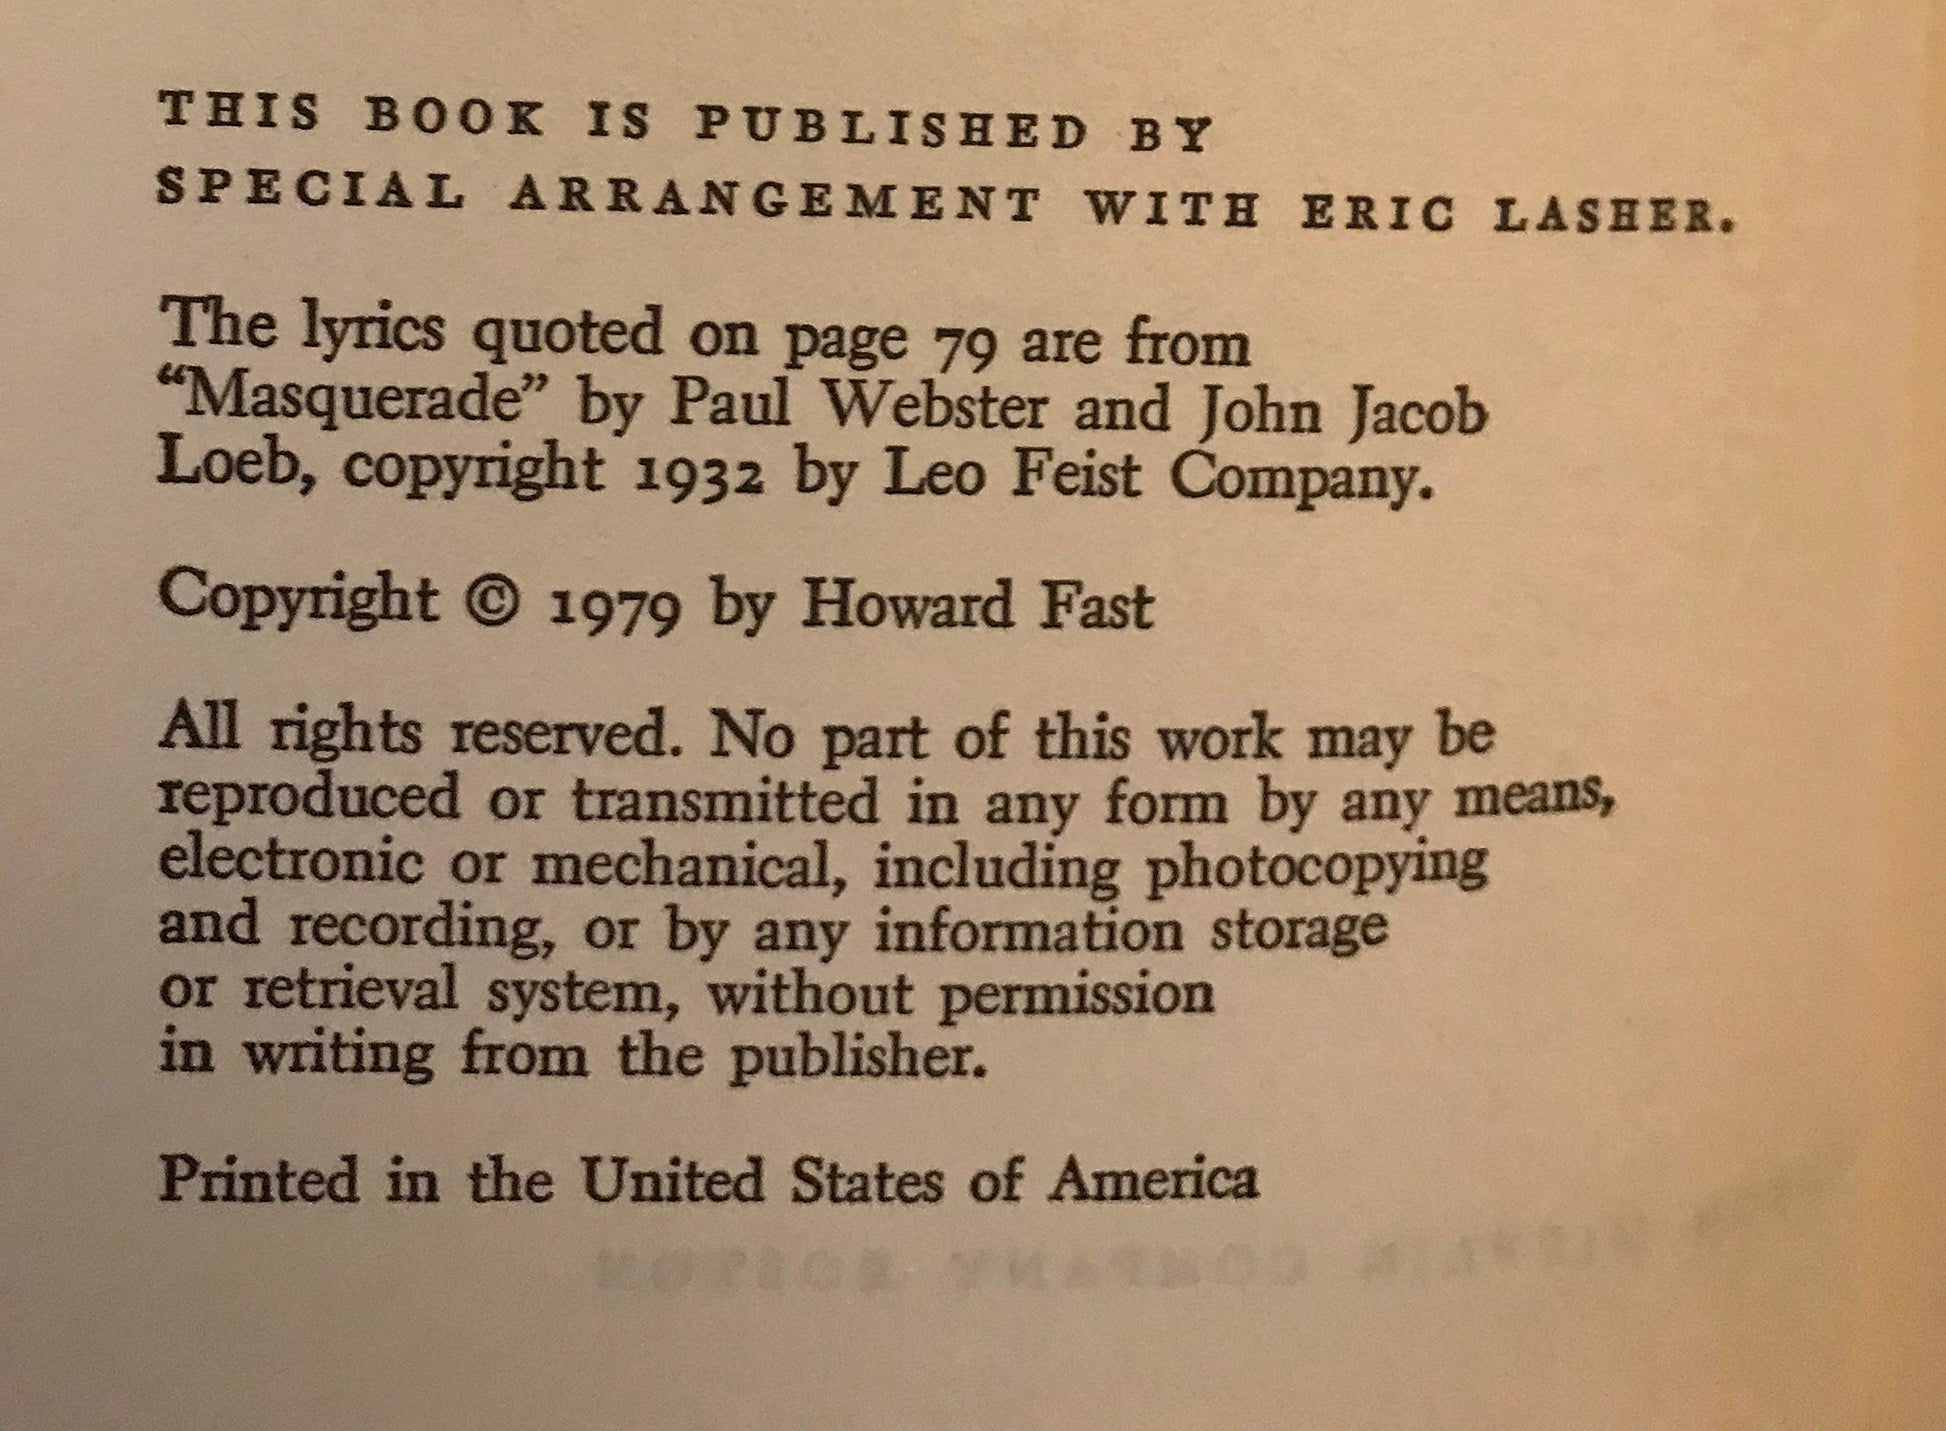 THIS BOOK IS PUBLISHED BY
SPECIAL ARRANGEMENT WITH ERIC LASHER.
The lyrics quoted on page 79 are from
“Masquerade” by Paul Webster and John Jacob
Loeb, copyright 1932 by Leo Feist Company.
Copyright © 1979 by Howard Fast
All rights reserved. No part of this work may be
reproduced or transmitted in any form by any means,
electronic or mechanical, including photocopying
and recording, or by any information storage
or retrieval system, without permission
in writing from the publisher.
Printed in the United States of America
COMPANY BOSTON